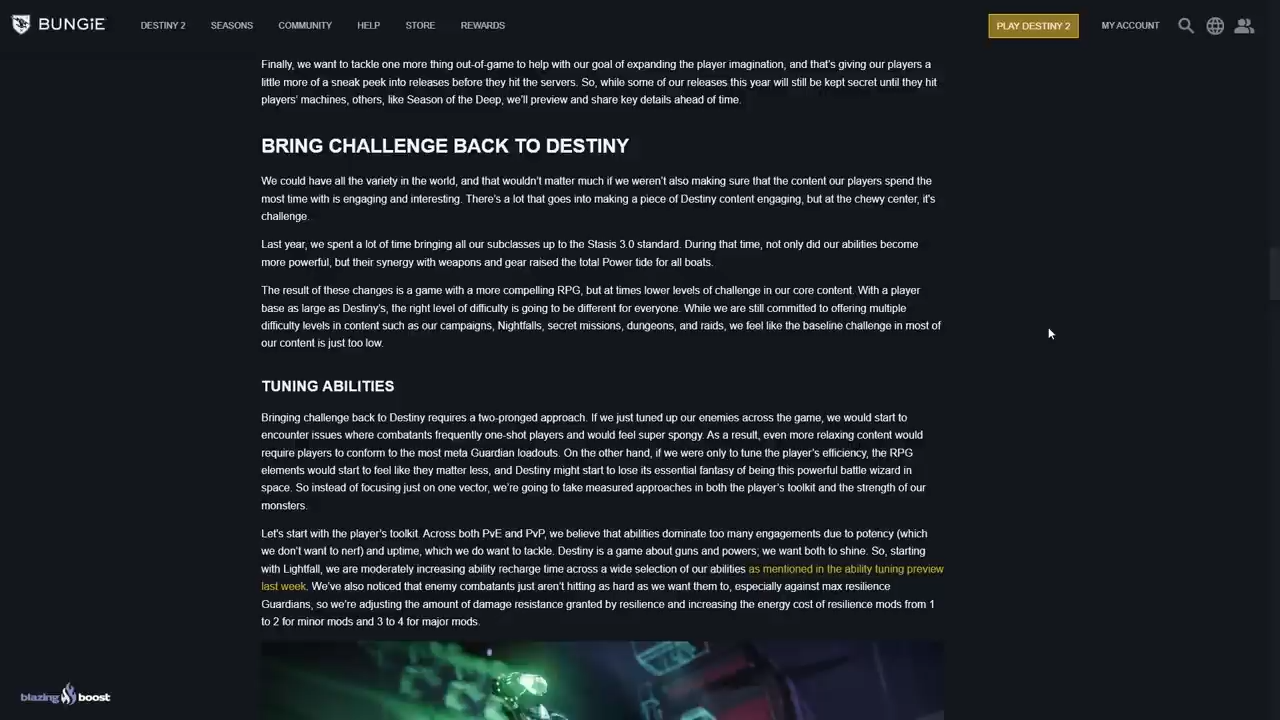 BUNGiE
DESTINY 2
SEASONS
COMMUNITY
HELP
STORE
REWARDS
PLAY DESTINY 2
MY ACCOUNT
Finally, we want to tackle one more thing out-of-game to help with our goal of expanding the player imagination, and that's giving our players a
little more of a sneak peek into releases before they hit the servers. So, while some of our releases this year will still be kept secret until they hit
players’ machines, others, like Season of the Deep, we’ll preview and share key details ahead of time.
BRING CHALLENGE BACK TO DESTINY
We could have all the variety in the world, and that wouldn’t matter much if we weren’t also making sure that the content our players spend the
most time with is engaging and interesting. There’s a lot that goes into making a piece of Destiny content engaging, but at the chewy center, it's
challenge.
Last year, we spent a lot of time bringing all our subclasses up to the Stasis 3.0 standard. During that time, not only did our abilities become
more powerful, but their synergy with weapons and gear raised the total Power tide for all boats.
The result of these changes is a game with a more compelling RPG, but at times lower levels of challenge in our core content. With a player
base as large as Destiny’s, the right level of difficulty is going to be different for everyone. While we are still committed to offering multiple
difficulty levels in content such as our campaigns, Nightfalls, secret missions, dungeons, and raids, we feel like the baseline challenge in most of
our content is just too low.
TUNING ABILITIES
Bringing challenge back to Destiny requires a two-pronged approach. If we just tuned up our enemies across the game, we would start to
encounter issues where combatants frequently one-shot players and would feel super spongy. As a result, even more relaxing content would
require players to conform to the most meta Guardian loadouts. On the other hand, if we were only to tune the player’s efficiency, the RPG
elements would start to feel like they matter less, and Destiny might start to lose its essential fantasy of being this powerful battle wizard in
space. So instead of focusing just on one vector, we’re going to take measured approaches in both the player’s toolkit and the strength of our
monsters.
Let's start with the player’s toolkit. Across both PvE and PvP, we believe that abilities dominate too many engagements due to potency (which
we don’t want to nerf) and uptime, which we do want to tackle. Destiny is a game about guns and powers; we want both to shine. So, starting
with Lightfall, we are moderately increasing ability recharge time across a wide selection of our abilities as mentioned in the ability tuning preview
last week. We’ve also noticed that enemy combatants just aren’t hitting as hard as we want them to, especially against max resilience
Guardians, so we’re adjusting the amount of damage resistance granted by resilience and increasing the energy cost of resilience mods from 1
to 2 for minor mods and 3 to 4 for major mods.
blazing boost